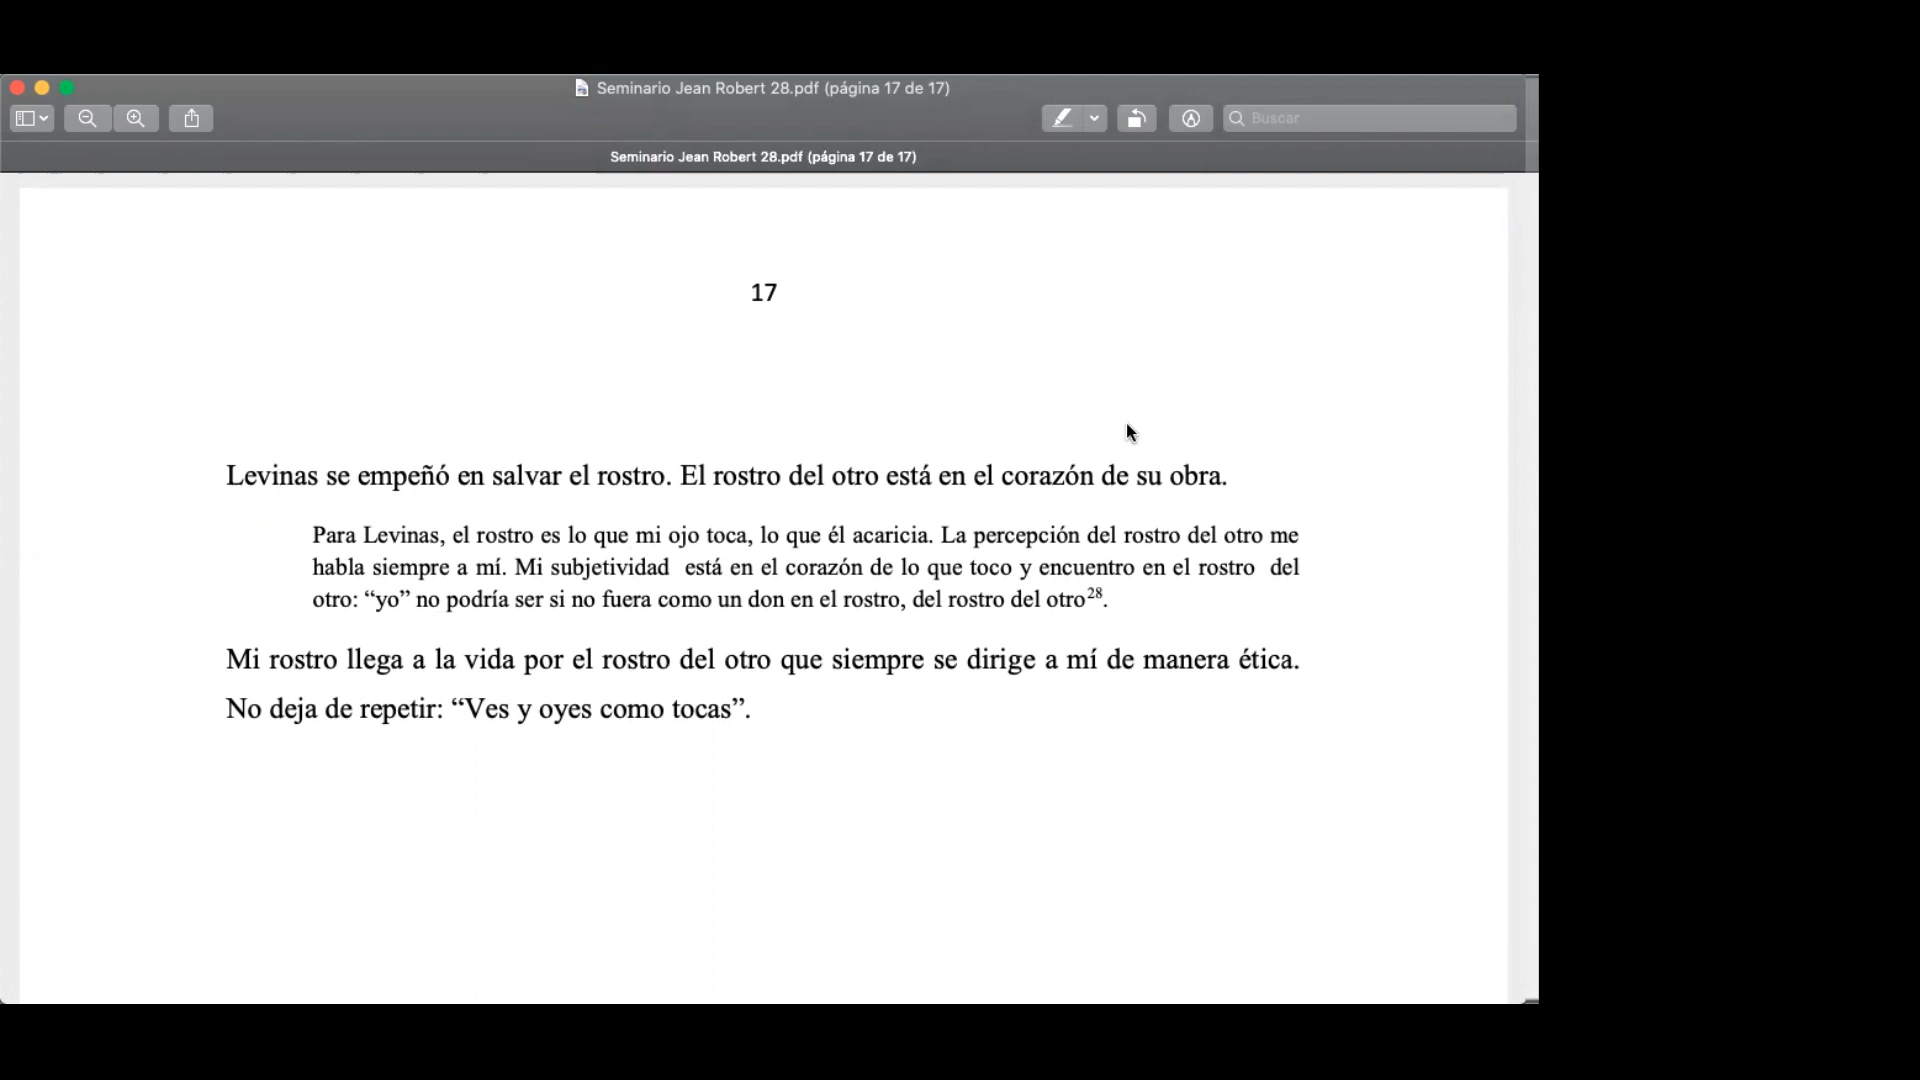 Seminario Jean Robert 28.pdf (página 17 de 17)
Buscar
Seminario Jean Robert 28.pdf (página 17 de 17)
17
Levinas se empeñó en salvar el rostro. El rostro del otro está en el corazón de su obra.
Para Levinas, el rostro es lo que mi ojo toca, lo que él acaricia. La percepción del rostro del otro me
habla siempre a mí. Mi subjetividad está en el corazón de lo que toco y encuentro en el rostro del
otro: “yo” no podría ser si no fuera como un don en el rostro, del rostro del otro28.
Mi rostro llega a la vida por el rostro del otro que siempre se dirige a mí de manera ética.
No deja de repetir: “Ves y oyes como tocas”.